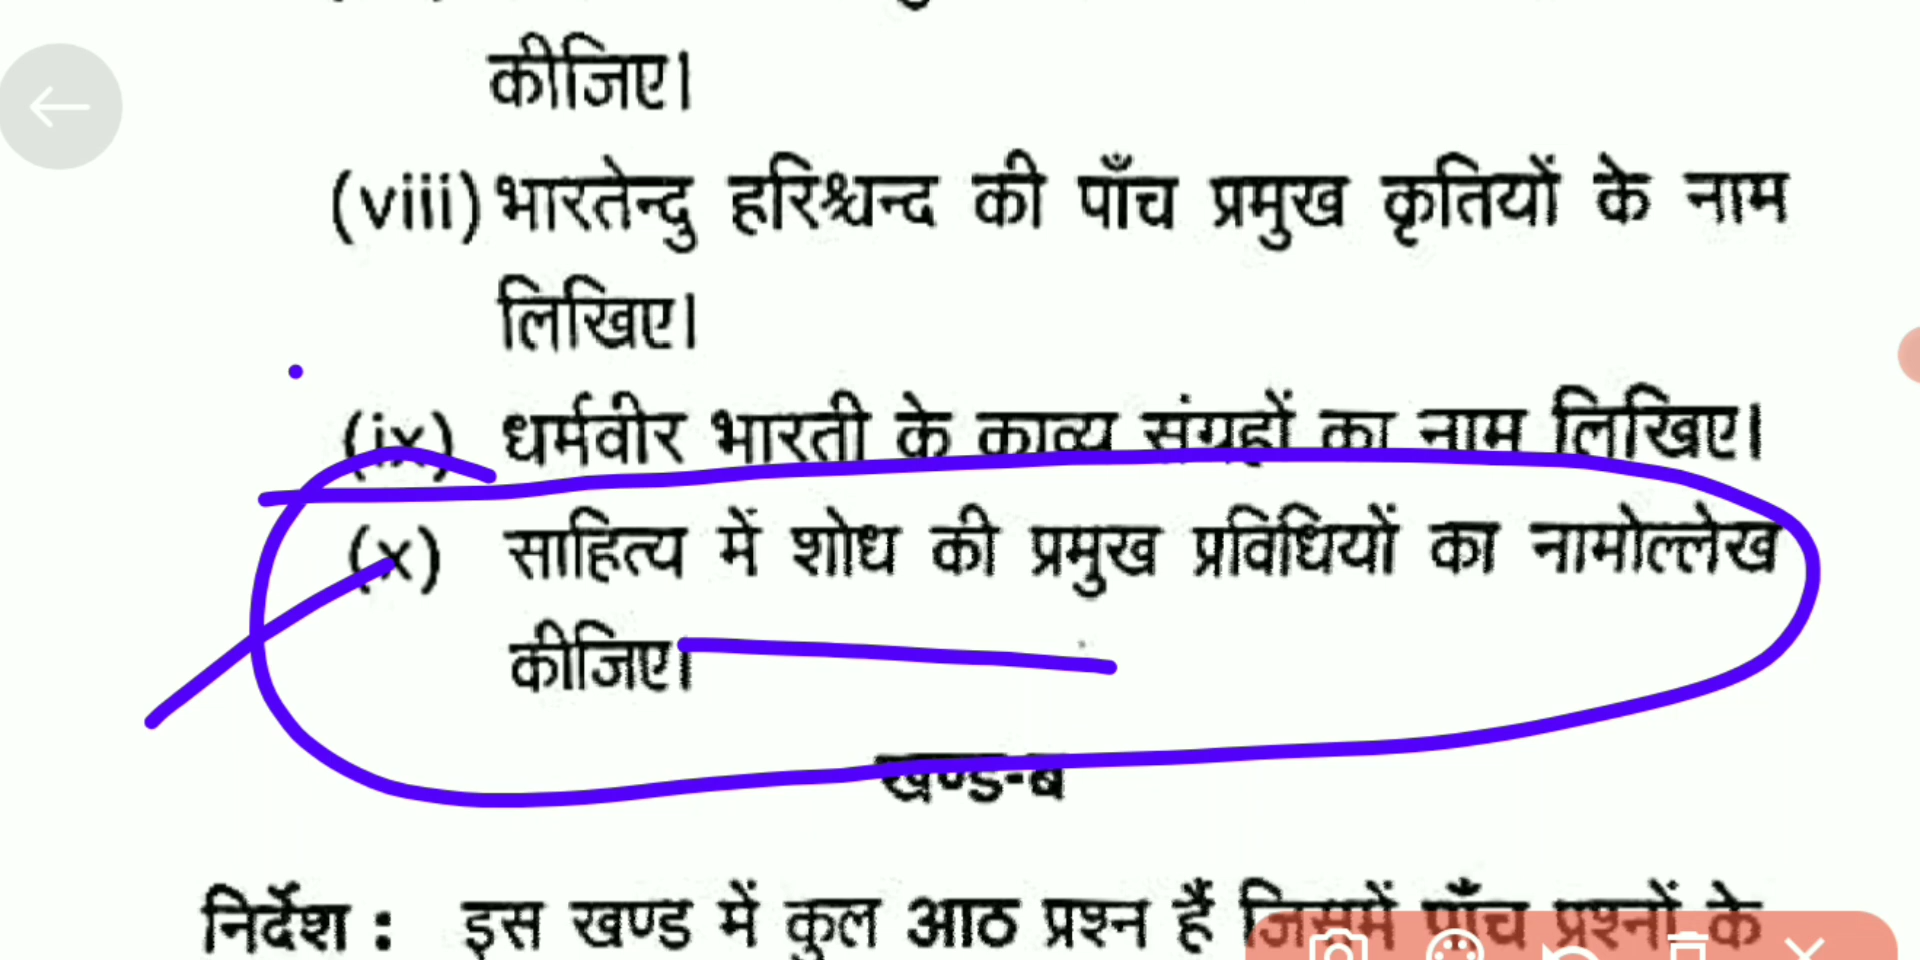 कीजिए।
(viii) भारतेन्दु हरिश्चन्द की पाँच प्रमुख कृतियों के नाम
लिखिए।
(ix) धर्मवीर भारती के काव्य संग्रहों का नाम लिखिए।
(x) साहित्य में शोध की प्रमुख प्रविधियों का नामोल्लेख
कीजिए।
खण्ड-ब
निर्देश : इस खण्ड में कुल आठ प्रश्न हैं जिसमें पाँच प्रश्नों के